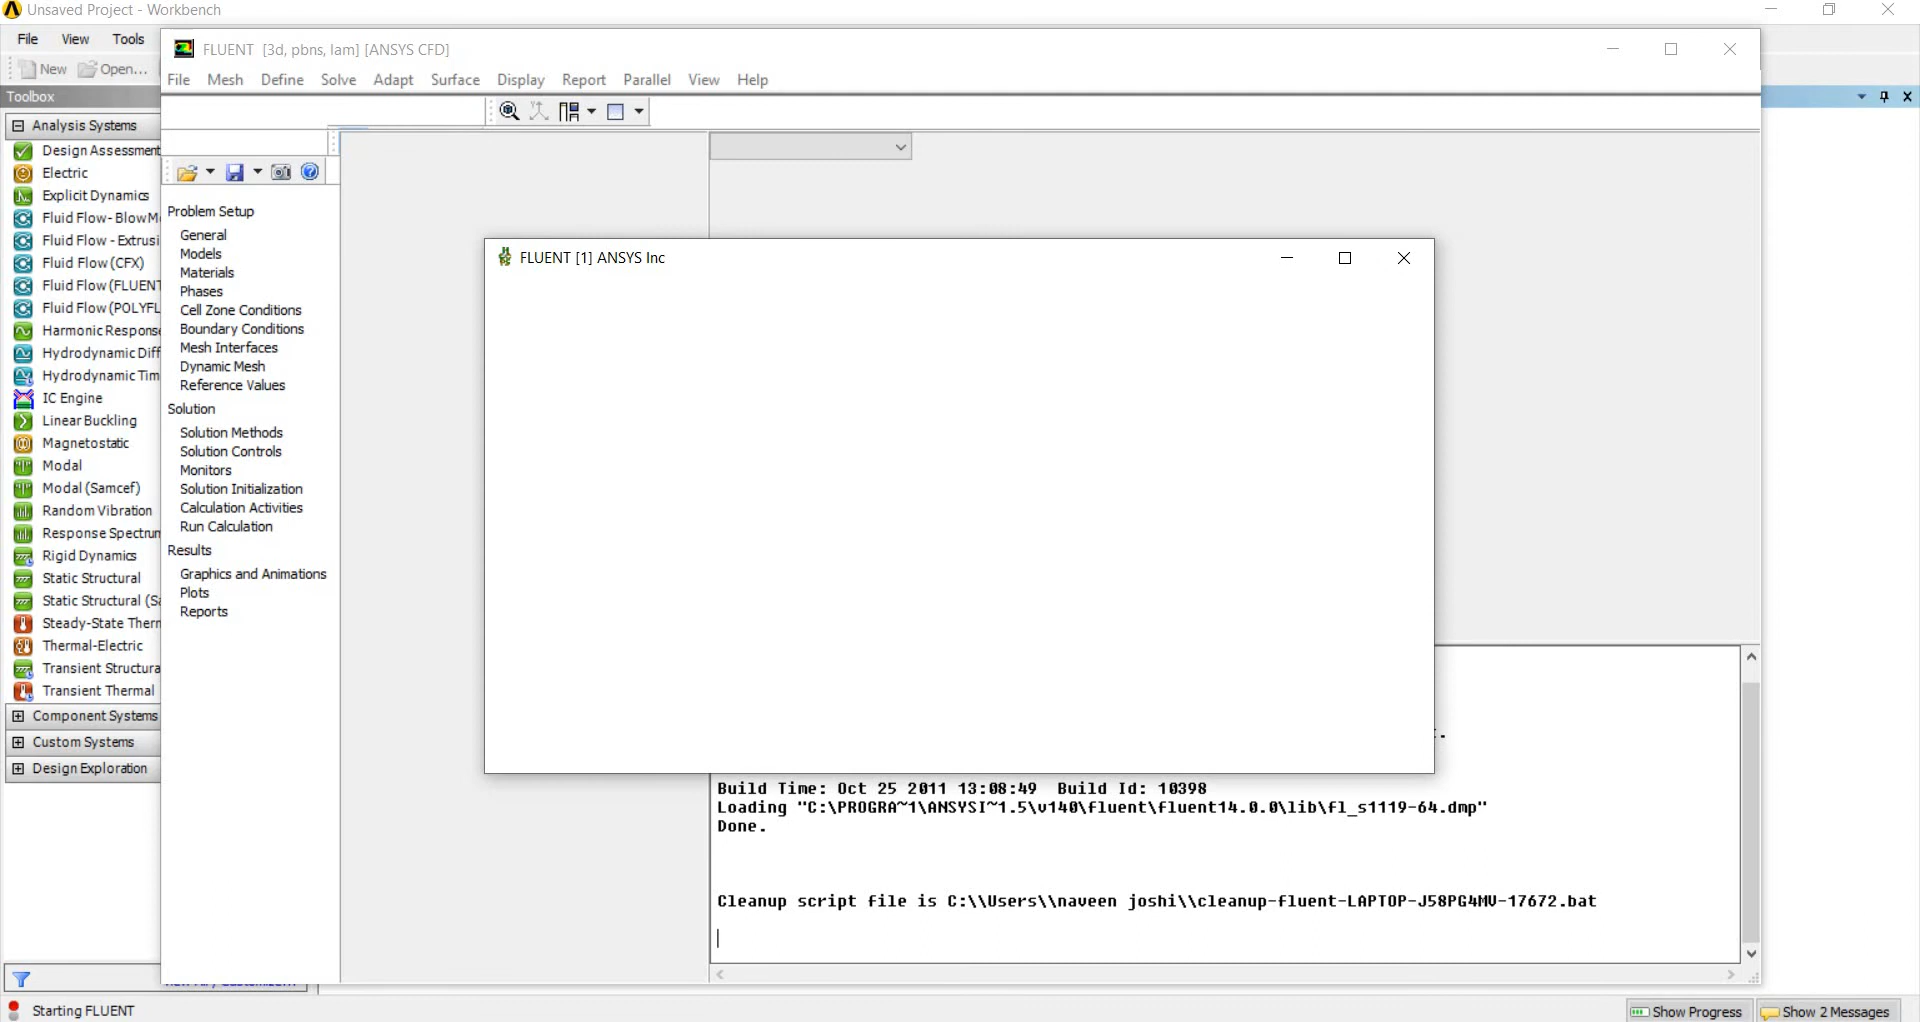 Unsaved Project - Workbench
File View Tools
New Open...
Toolbox
Analysis Systems
Design Assessment
Electric
Explicit Dynamics
Fluid Flow- BlowM
Fluid Flow - Extrusi
Fluid Flow (CFX)
Fluid Flow (FLUENT
Fluid Flow (POLYFL
Harmonic Response
Hydrodynamic Diff
Hydrodynamic Tim
IC Engine
Linear Buckling
Magnetostatic
Modal
Modal (Samcef)
Random Vibration
Response Spectrum
Rigid Dynamics
Static Structural
Static Structural (Sa
Steady-State Therm
Thermal-Electric
Transient Structura
Transient Thermal
Component Systems
Custom Systems
Design Exploration
FLUENT [3d, pbns, lam] [ANSYS CFD]
File Mesh Define Solve Adapt Surface Display Report Parallel View Help
Problem Setup
General
Models
Materials
Phases
Cell Zone Conditions
Boundary Conditions
Mesh Interfaces
Dynamic Mesh
Reference Values
Solution
Solution Methods
Solution Controls
Monitors
Solution Initialization
Calculation Activities
Run Calculation
Results
Graphics and Animations
Plots
Reports
FLUENT [1] ANSYS Inc
Build Time: Oct 25 2011 13:08:49 Build Id: 10398
Loading "C:\PROGRA~1\ANSYSI~1.5\v140\fluent\fluent14.0.0\lib\fl_s1119-64.dmp"
Done.
Cleanup script file is C:\\Users\\naveen joshi\\cleanup-fluent-LAPTOP-J58PG4MV-17672.bat
Starting FLUENT
Show Progress Show 2 Messages